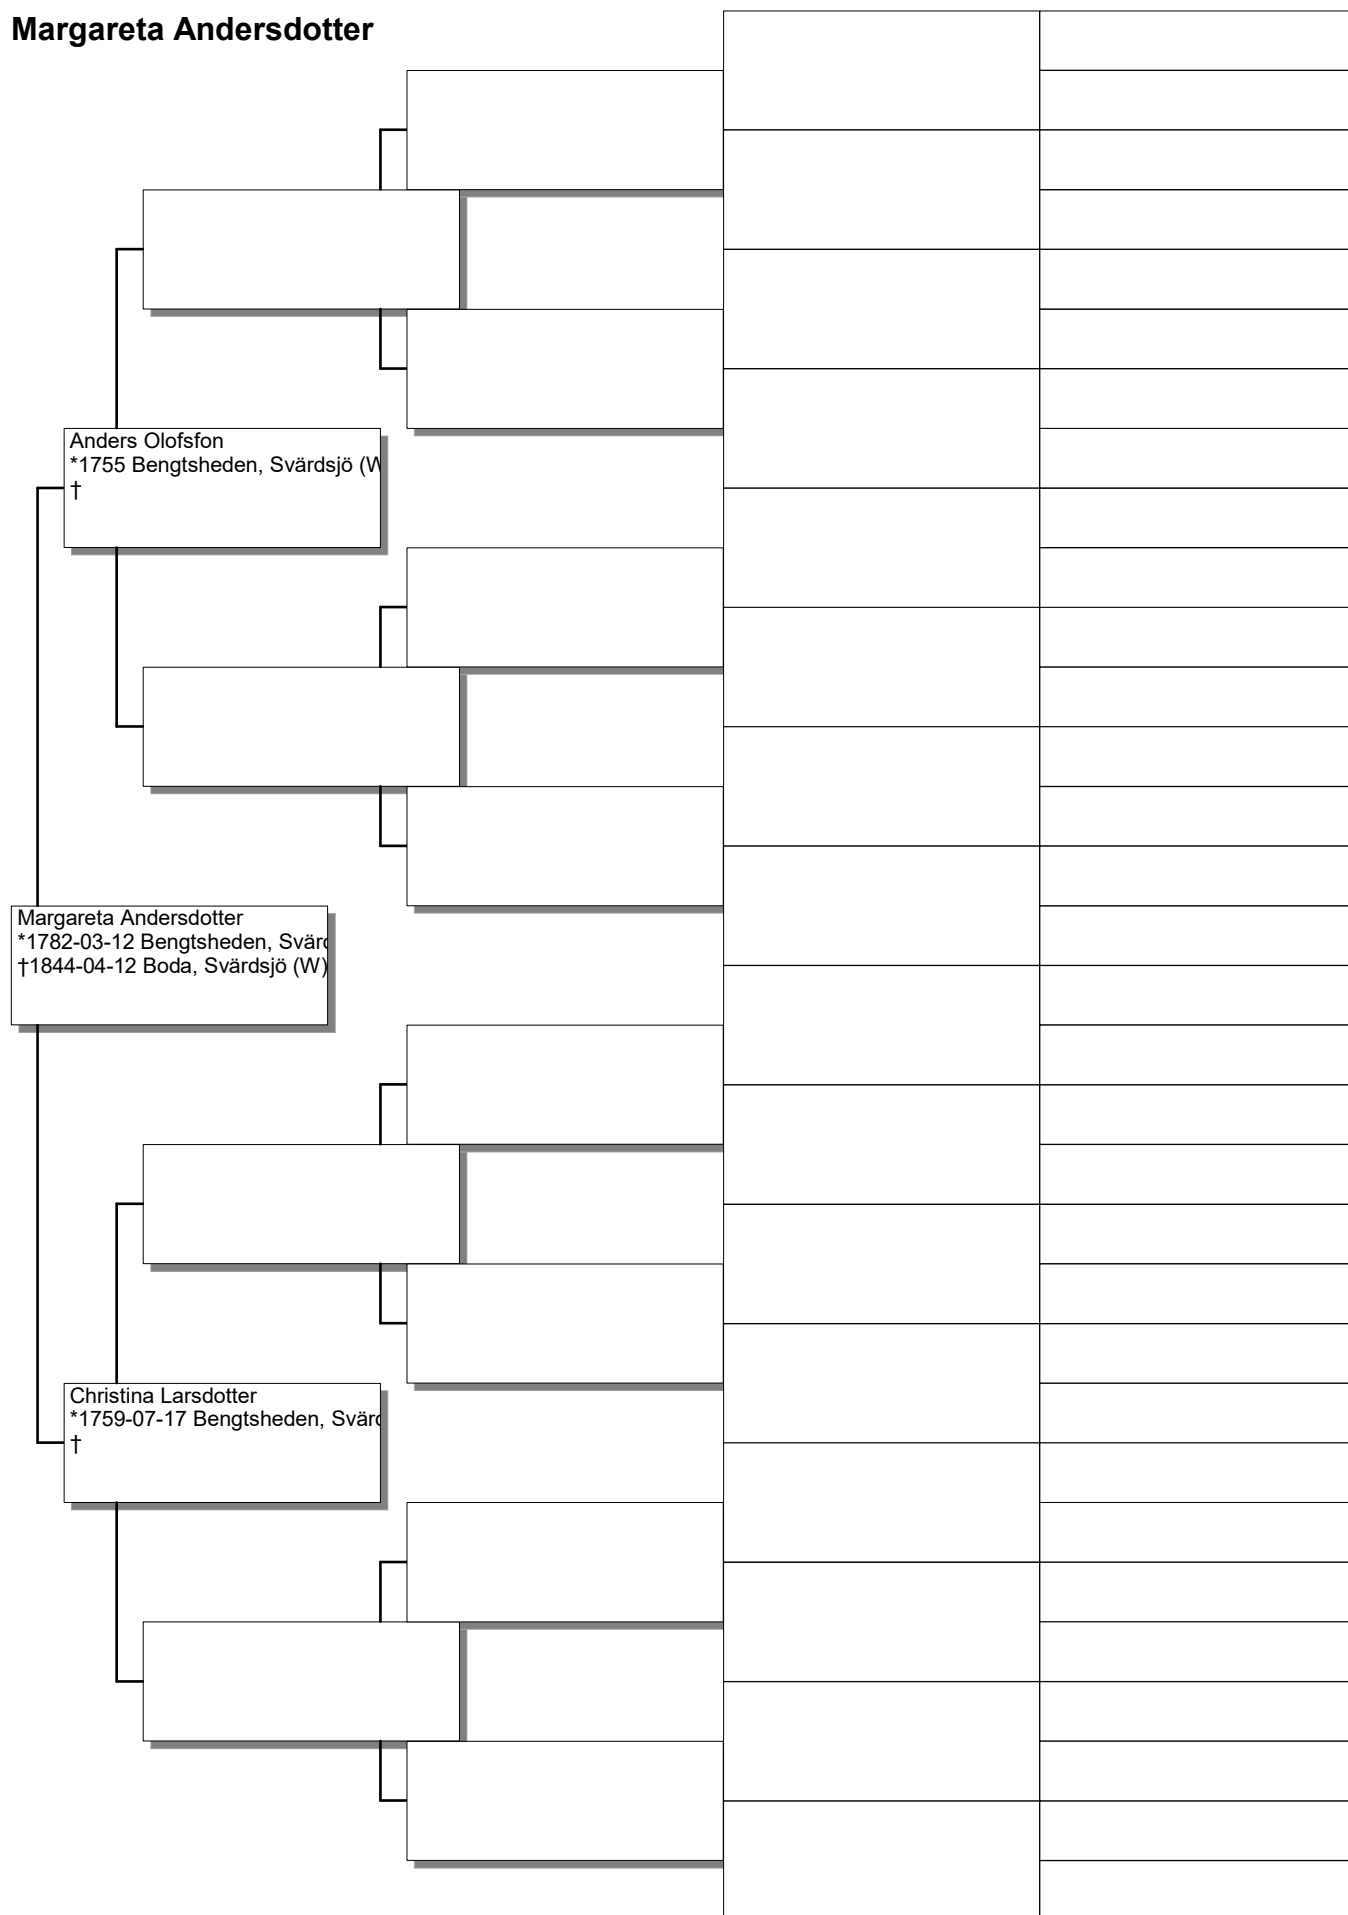 Margareta Andersdotter
Anders Olofsfon
*1755 Bengtsheden, Svärdsjö (W
†
Margareta Andersdotter
*1782-03-12 Bengtsheden, Svärd
†1844-04-12 Boda, Svärdsjö (W)
Christina Larsdotter
*1759-07-17 Bengtsheden, Svärd
†